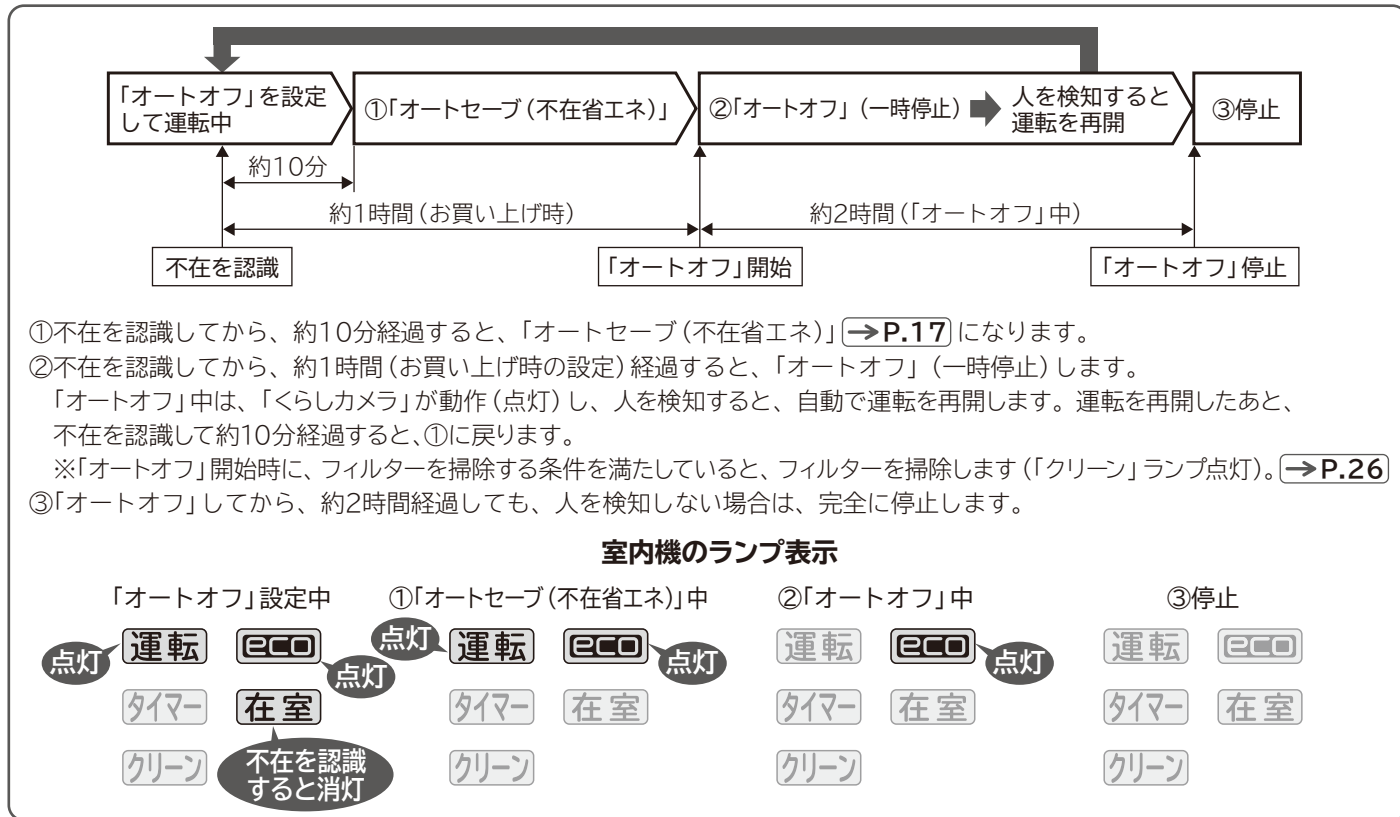 「オートオフ」を設定
して運転中
①「オートセーブ(不在省エネ)」
②「オートオフ」(一時停止)
人を検知すると
運転を再開
③停止
約10分
約1時間(お買い上げ時)
約2時間(「オートオフ」中)
不在を認識
「オートオフ」開始
「オートオフ」停止
①不在を認識してから、約10分経過すると、「オートセーブ(不在省エネ)」→P.17になります。
②不在を認識してから、約1時間(お買い上げ時の設定)経過すると、「オートオフ」(一時停止)します。
「オートオフ」中は、「くらしカメラ」が動作(点灯)し、人を検知すると、自動で運転を再開します。運転を再開したあと、
不在を認識して約10分経過すると、①に戻ります。
※「オートオフ」開始時に、フィルターを掃除する条件を満たしていると、フィルターを掃除します(「クリーン」ランプ点灯)。→P.26
③「オートオフ」してから、約2時間経過しても、人を検知しない場合は、完全に停止します。
室内機のランプ表示
「オートオフ」設定中
点灯
運転
eco
点灯
タイマー
在室
クリーン
不在を認識
すると消灯
①「オートセーブ(不在省エネ)」中
点灯
運転
eco
点灯
タイマー
在室
クリーン
②「オートオフ」中
運転
eco
点灯
タイマー
在室
クリーン
③停止
運転
eco
タイマー
在室
クリーン